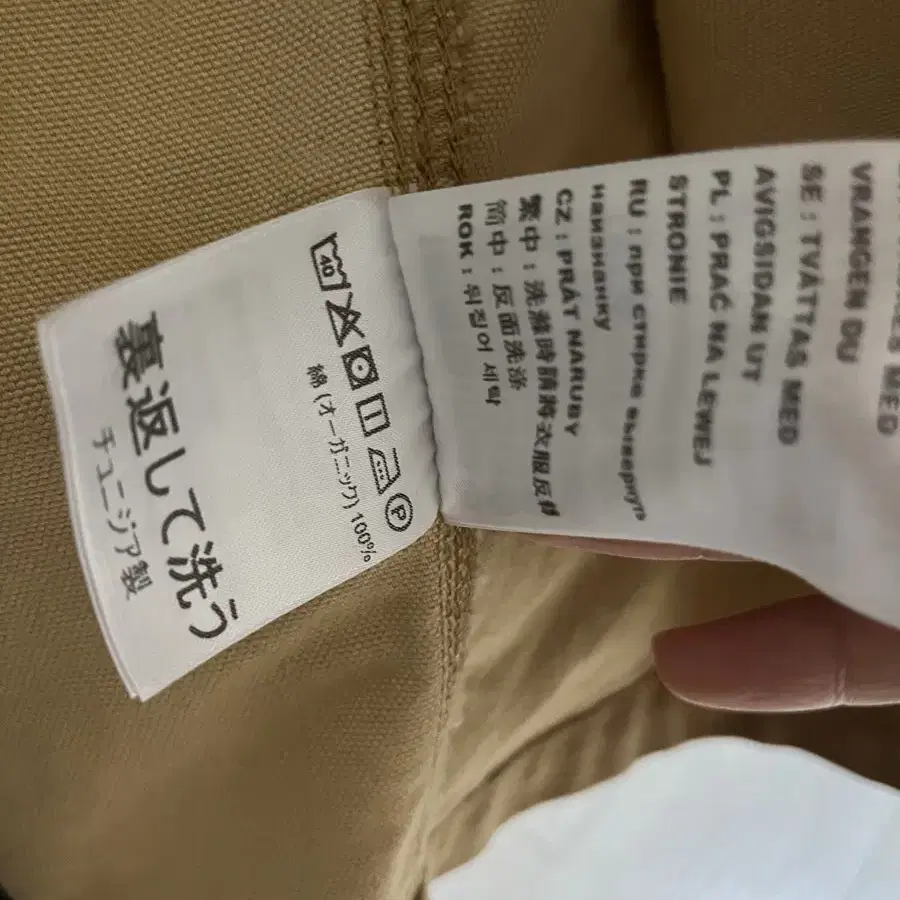 MED
VRANGEN DU
SE : TVÄTTAS MED
AVIGSIDAN UT
PL : PRAĆ NA LEWEJ
STRONIE
RU : при стирке вывернуть
наизнанку
CZ : PRÁT NARUBY
繁中 : 洗滌時請將衣服反
简中 : 反面洗涤
ROK : 뒤집어 세탁
40 P
綿 (オーガニック) 100%
裏返して洗う
チュニジア製